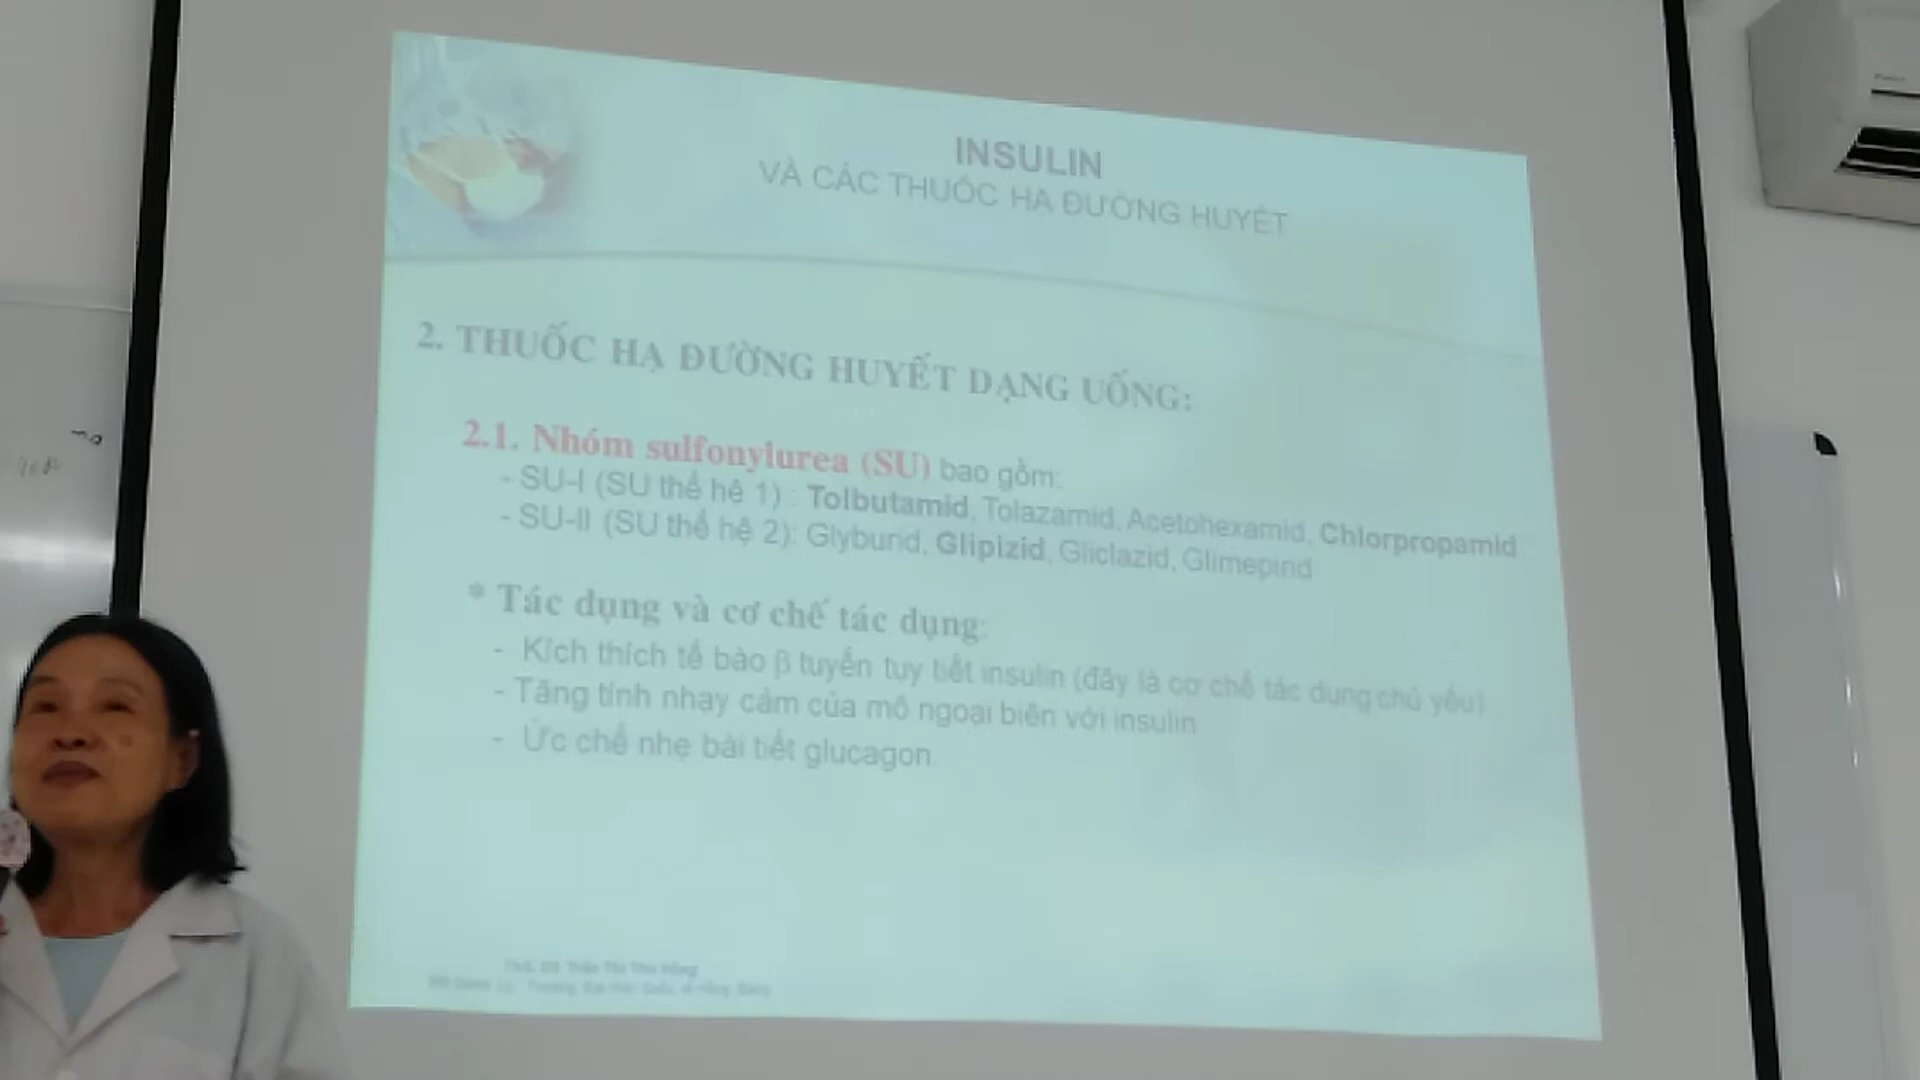 INSULIN
VÀ CÁC THUỐC HẠ ĐƯỜNG HUYẾT
2. THUỐC HẠ ĐƯỜNG HUYẾT DẠNG UỐNG:
2.1. Nhóm sulfonylurea (SU) bao gồm:
- SU-I (SU thế hệ 1) : Tolbutamid, Tolazamid, Acetohexamid, Chlorpropamid
- SU-II (SU thế hệ 2): Glybund, Glipizid, Gliclazid, Glimepind
* Tác dụng và cơ chế tác dụng:
- Kích thích tế bào β tuyến tụy tiết insulin (đây là cơ chế tác dụng chủ yếu)
- Tăng tính nhạy cảm của mô ngoại biên với insulin
- Ức chế nhẹ bài tiết glucagon.